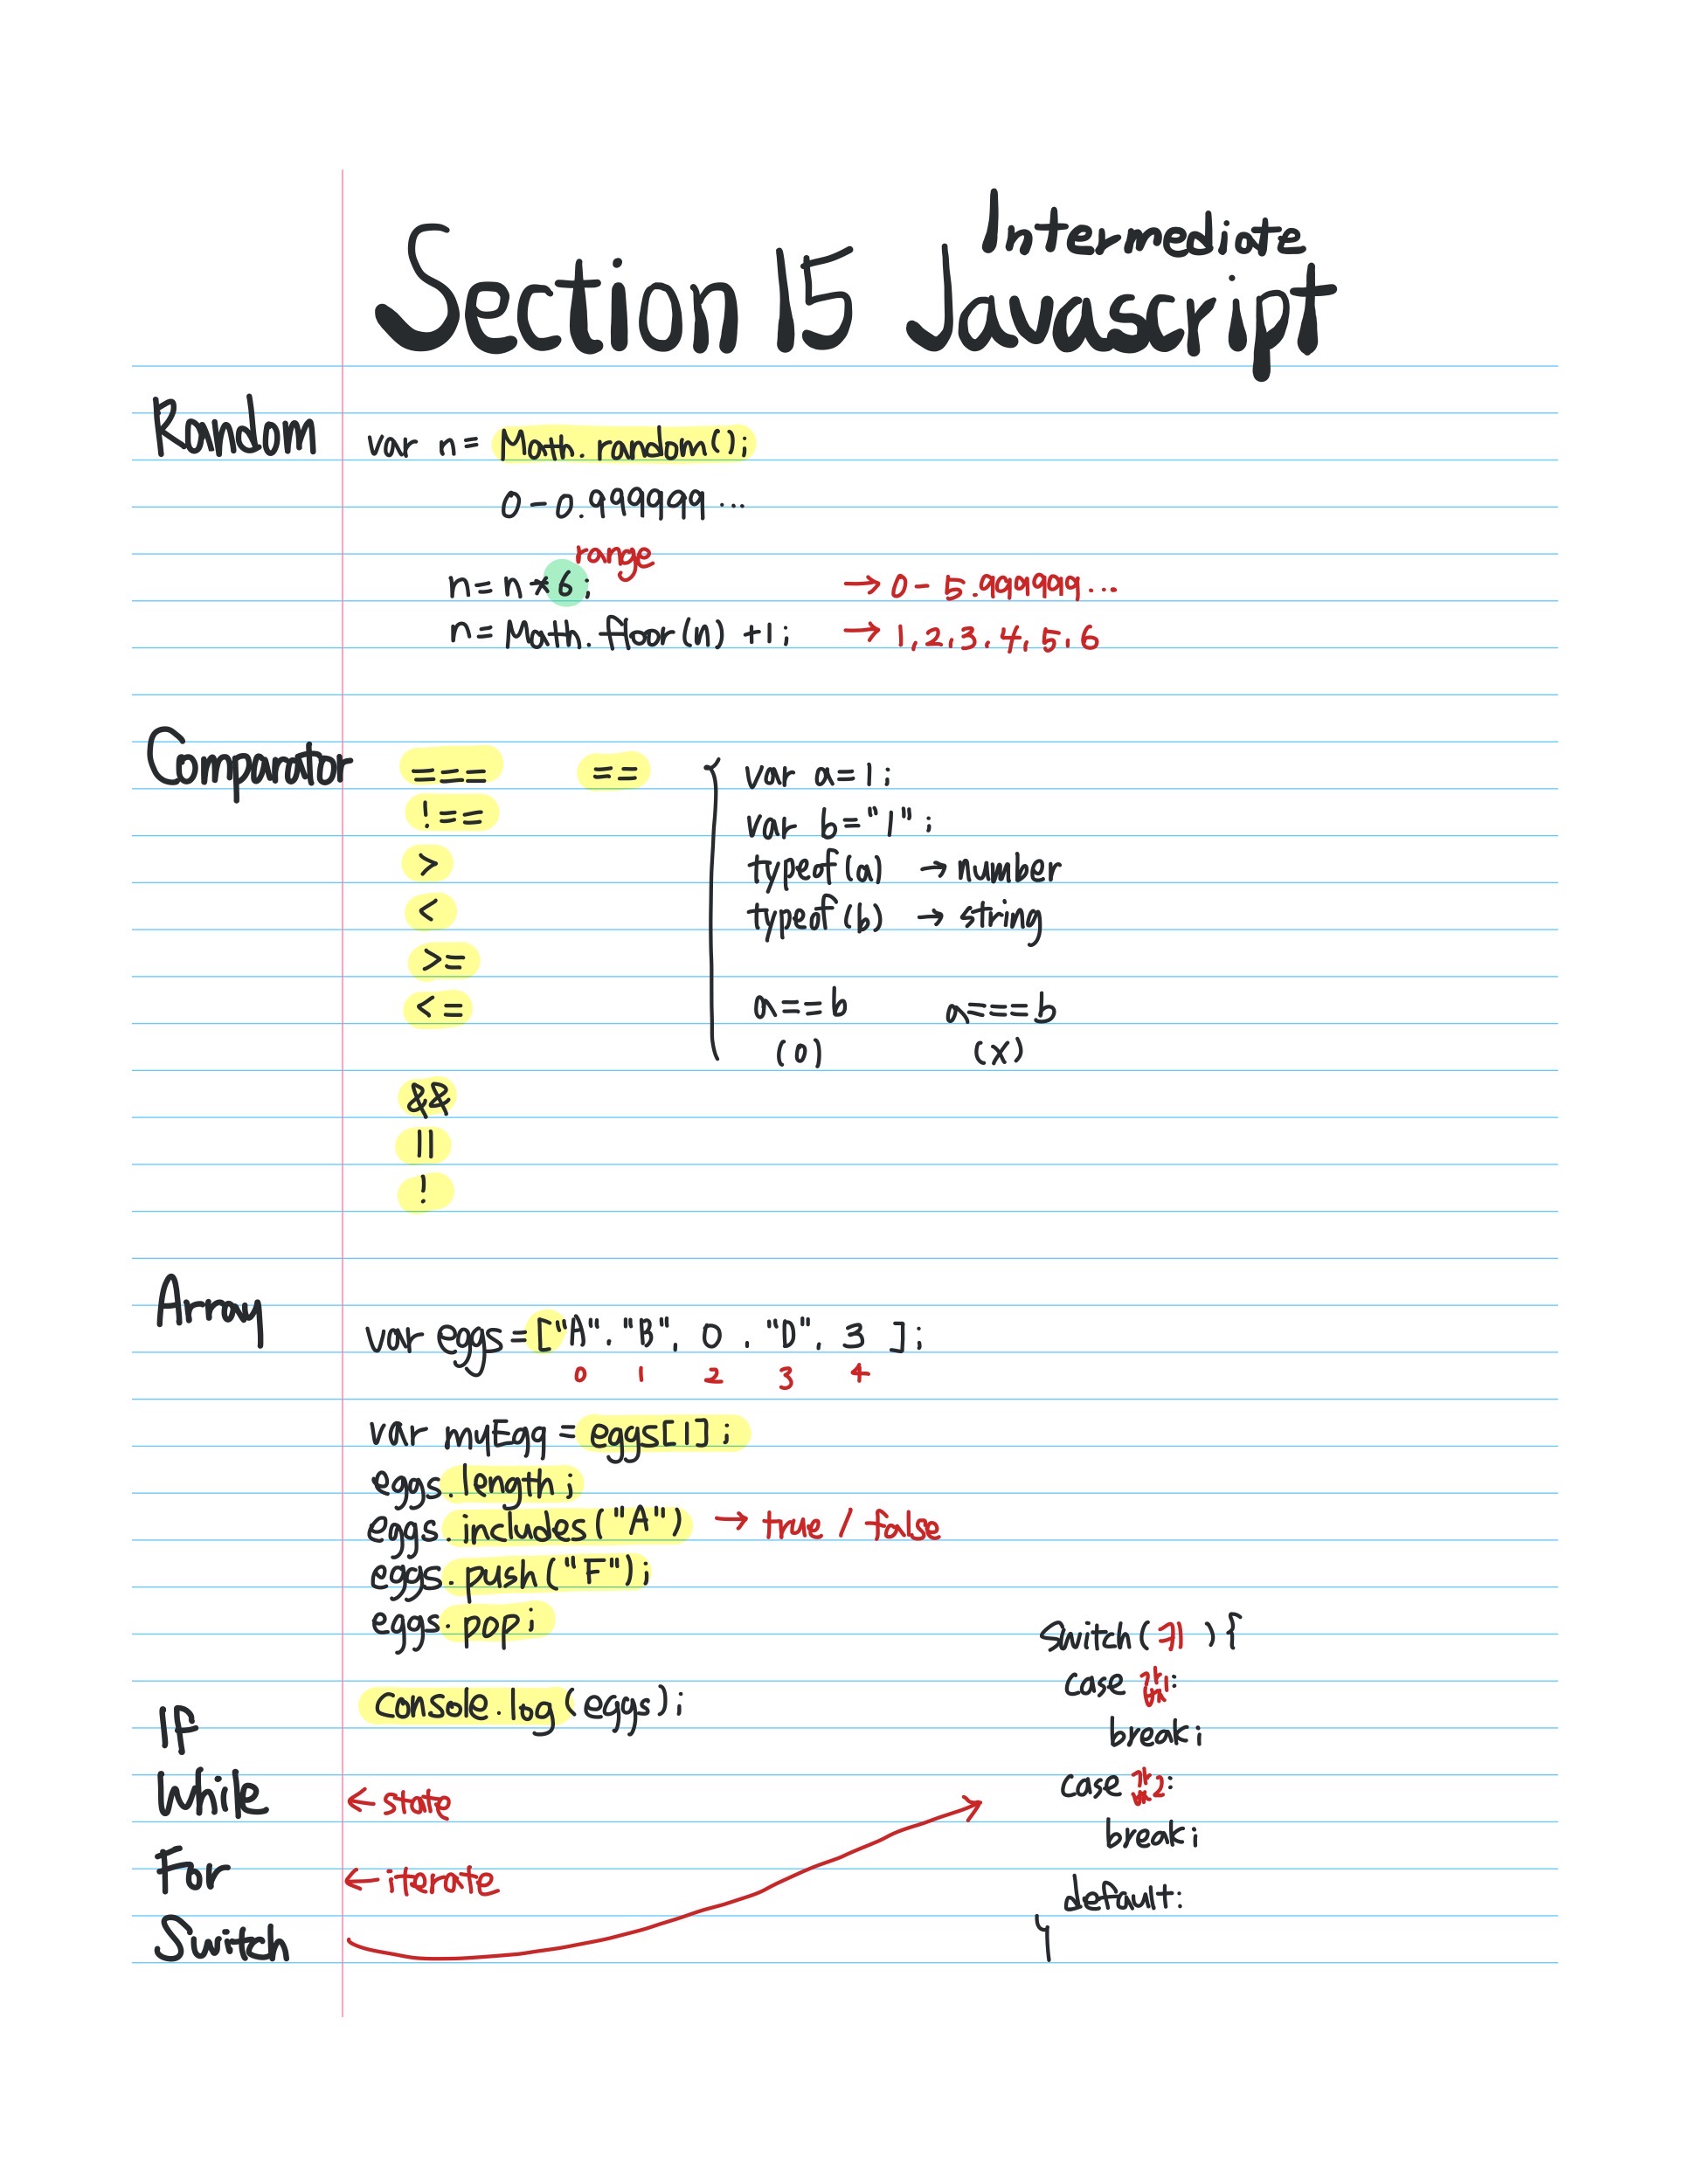 Section 15 Intermediate Javascript
Random
var n = Math.random();
0 - 0.999999...
range
n = n * 6; → 0 - 5.999999...
n = Math.floor(n) +1; → 1, 2, 3, 4, 5, 6
Comparator
=== ==
!==
>
<
>=
<=
&&
||
!
var a=1;
var b="1";
typeof(a) → number
typeof(b) → string
a==b a===b
(O) (X)
Array
var eggs = ["A", "B", 0, "D", 3 ];
0 1 2 3 4
var myEgg = eggs[1];
eggs.length;
eggs.includes("A") → true / false
eggs.push("F");
eggs.pop;
console.log(eggs);
If
While ← state
For ← iterate
Switch →
switch(키){
case 값1:
break;
case 값2:
break;
default:
}